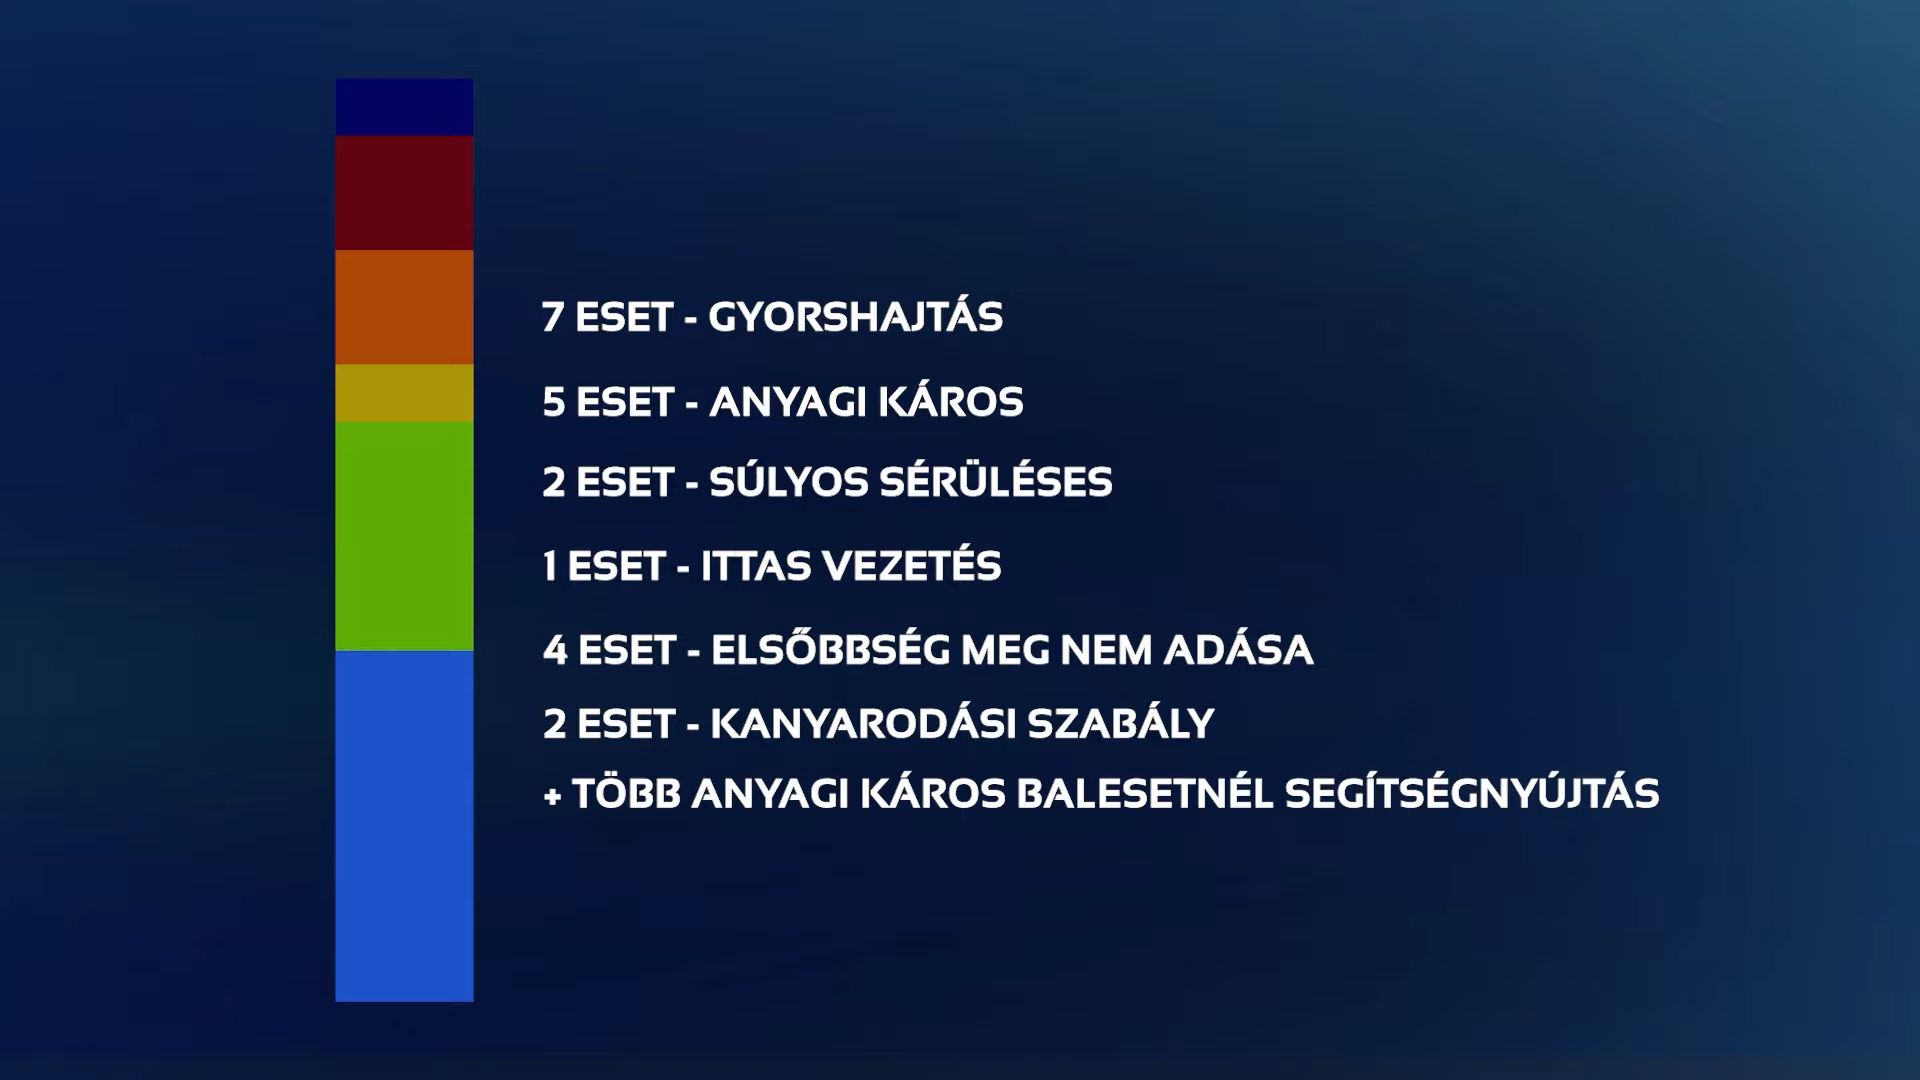 7 ESET - GYORSHAJTÁS
5 ESET - ANYAGI KÁROS
2 ESET - SÚLYOS SÉRÜLÉSES
1 ESET - ITTAS VEZETÉS
4 ESET - ELSŐBBSÉG MEG NEM ADÁSA
2 ESET - KANYARODÁSI SZABÁLY
+ TÖBB ANYAGI KÁROS BALESETNÉL SEGÍTSÉGNYÚJTÁS